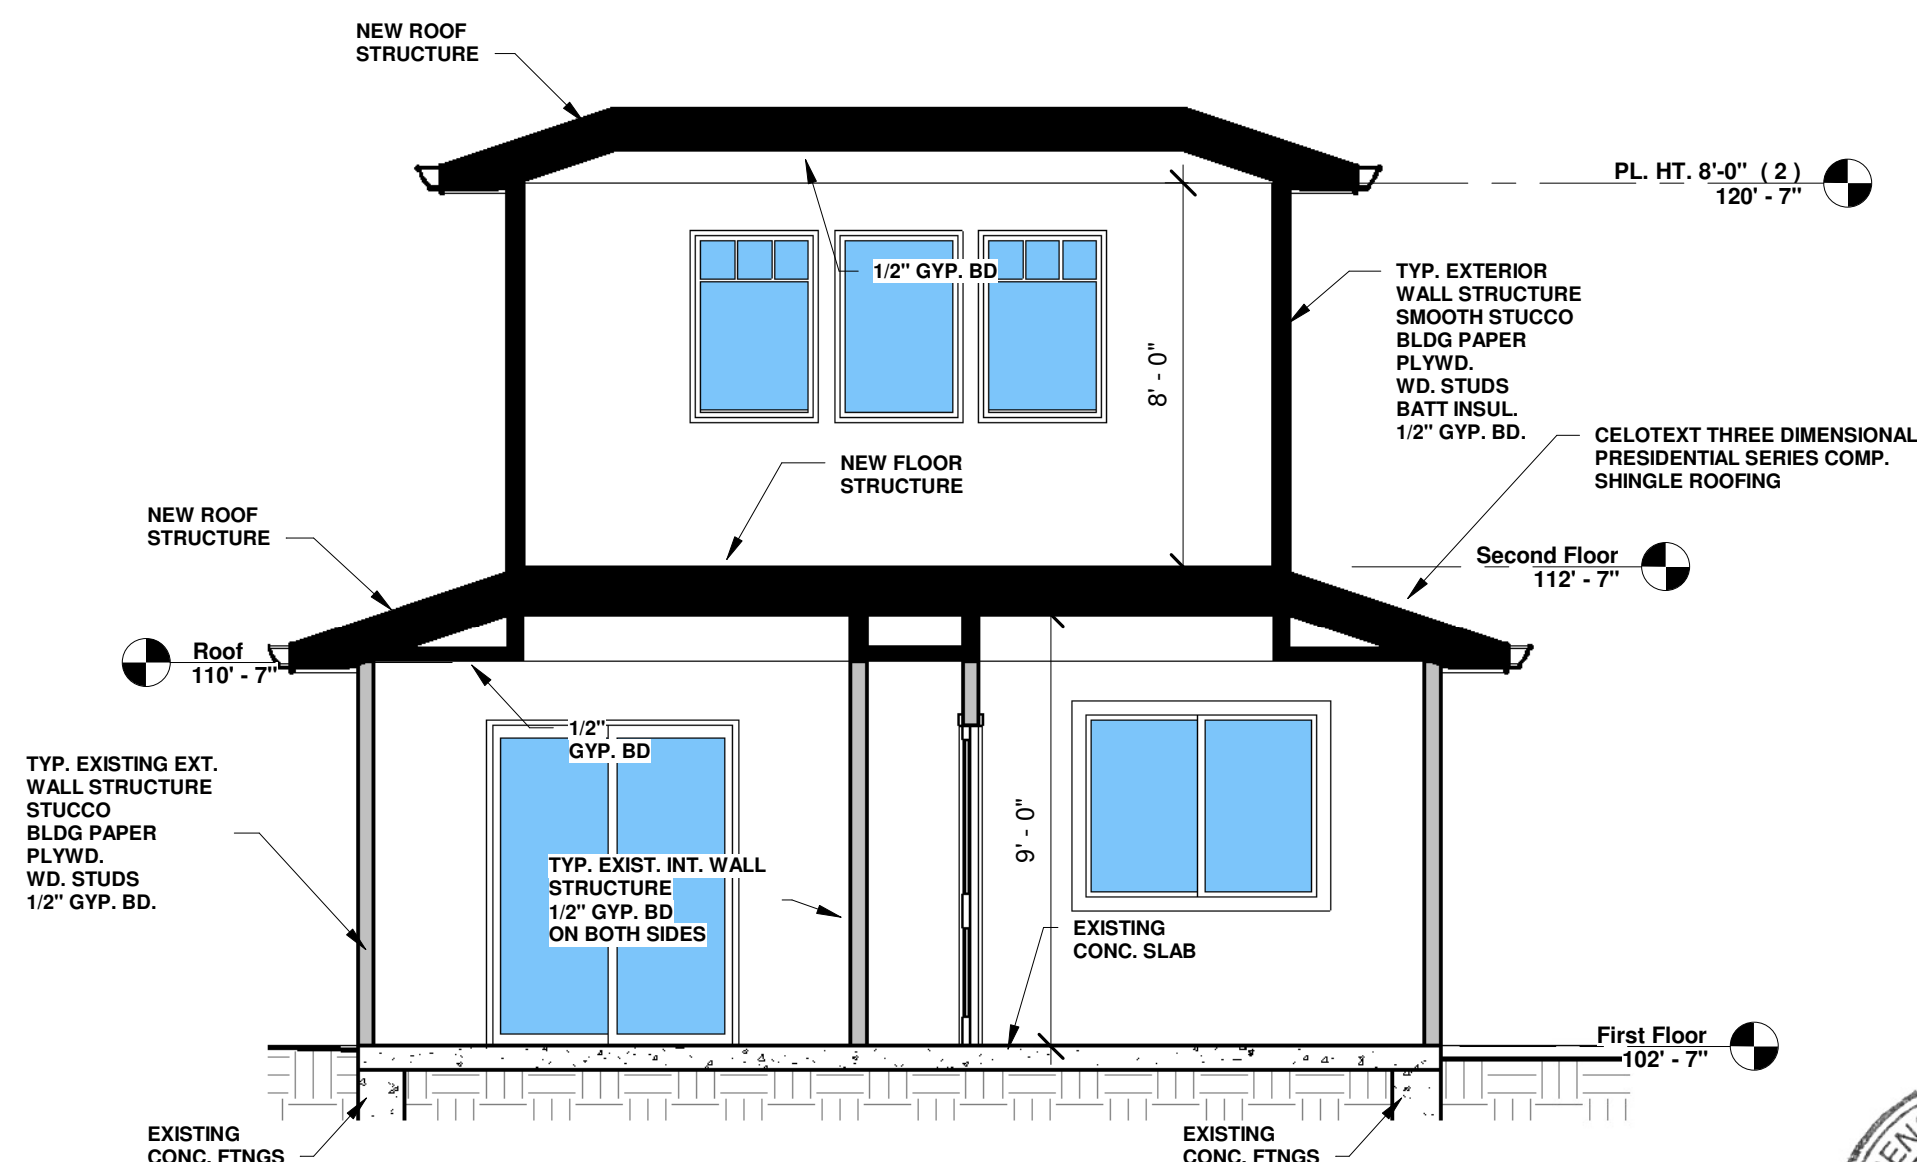 NEW ROOF
STRUCTURE
PL. HT. 8'-0" ( 2 )
120' - 7"
1/2" GYP. BD
TYP. EXTERIOR
WALL STRUCTURE
SMOOTH STUCCO
BLDG PAPER
PLYWD.
WD. STUDS
BATT INSUL.
1/2" GYP. BD.
8' - 0"
CELOTEXT THREE DIMENSIONAL
PRESIDENTIAL SERIES COMP.
SHINGLE ROOFING
NEW FLOOR
STRUCTURE
NEW ROOF
STRUCTURE
Second Floor
112' - 7"
Roof
110' - 7"
1/2"
GYP. BD
TYP. EXISTING EXT.
WALL STRUCTURE
STUCCO
BLDG PAPER
PLYWD.
WD. STUDS
1/2" GYP. BD.
9' - 0"
TYP. EXIST. INT. WALL
STRUCTURE
1/2" GYP. BD
ON BOTH SIDES
EXISTING
CONC. SLAB
First Floor
102' - 7"
EXISTING
CONC. FTNGS
EXISTING
CONC. FTNGS